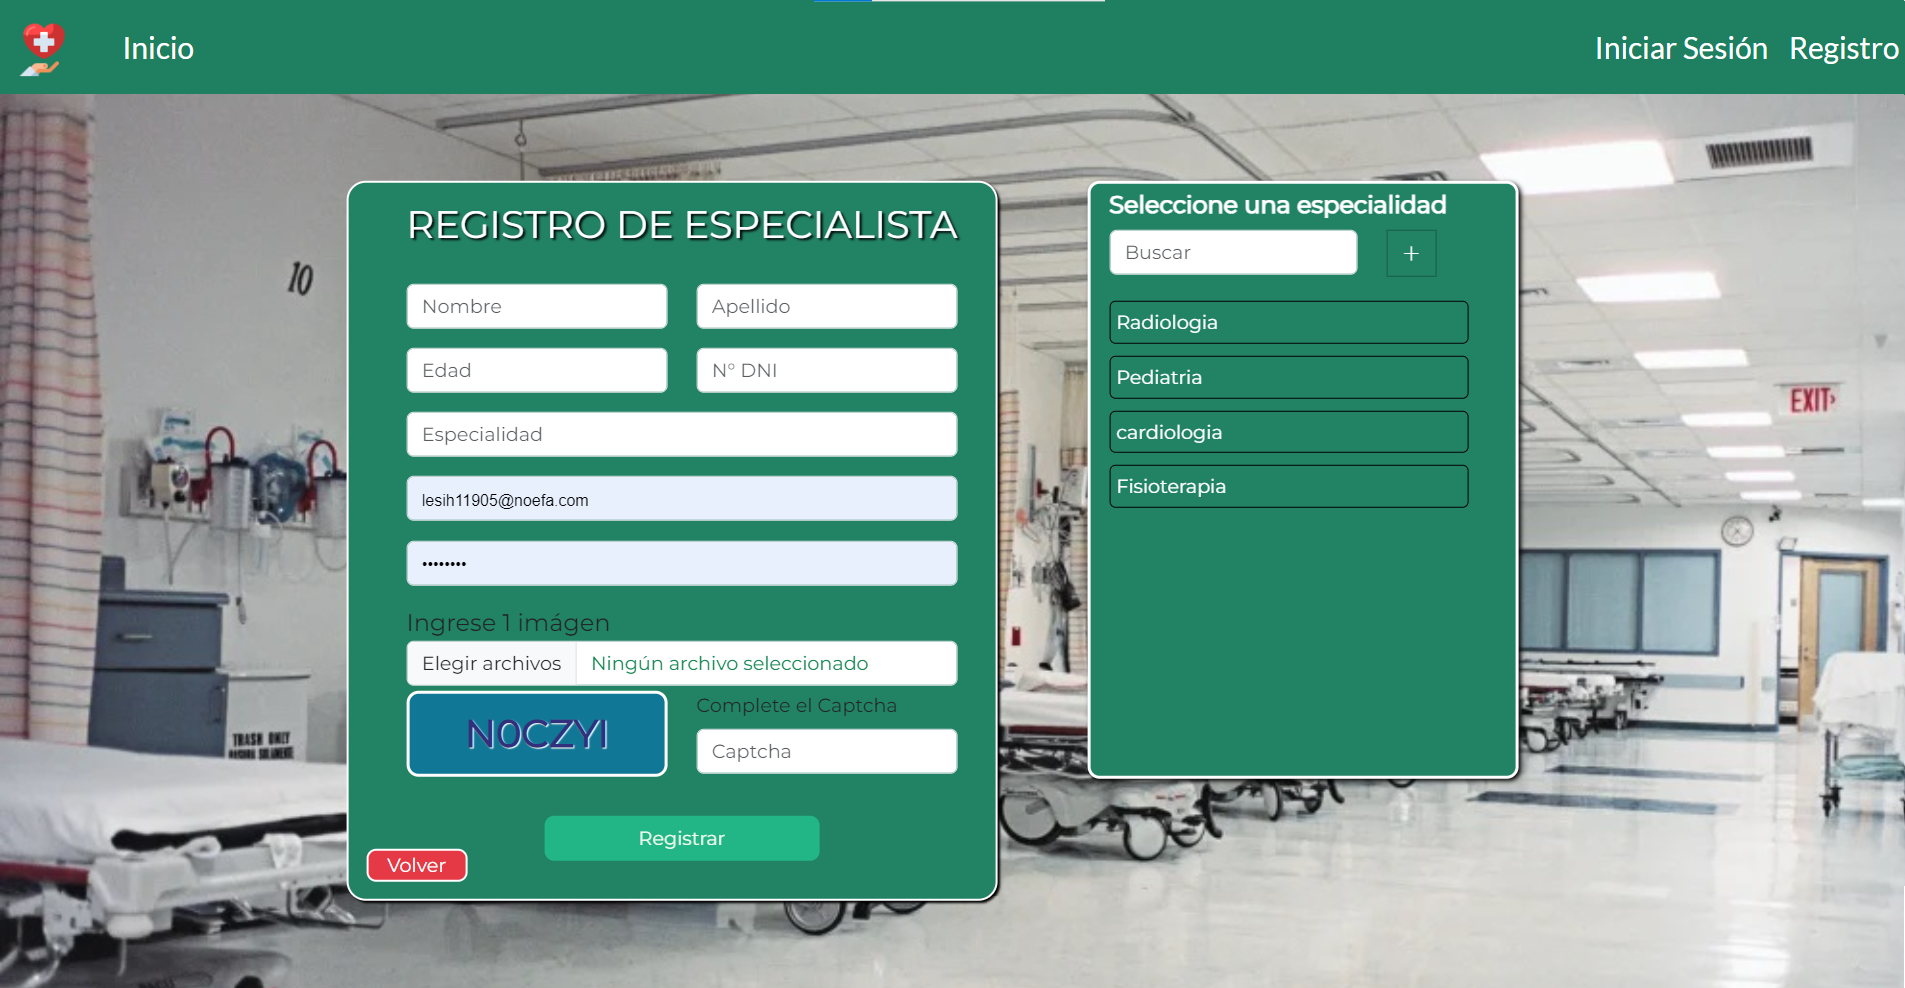 Inicio
Iniciar Sesión Registro
REGISTRO DE ESPECIALISTA
Nombre
Apellido
Edad
N° DNI
Especialidad
lesih11905@noefa.com
••••••••
Ingrese 1 imágen
Elegir archivos Ningún archivo seleccionado
N0CZYI
Complete el Captcha
Captcha
Registrar
Volver
Seleccione una especialidad
Buscar
+
Radiologia
Pediatria
cardiologia
Fisioterapia
10
EXIT
TRASH ONLY